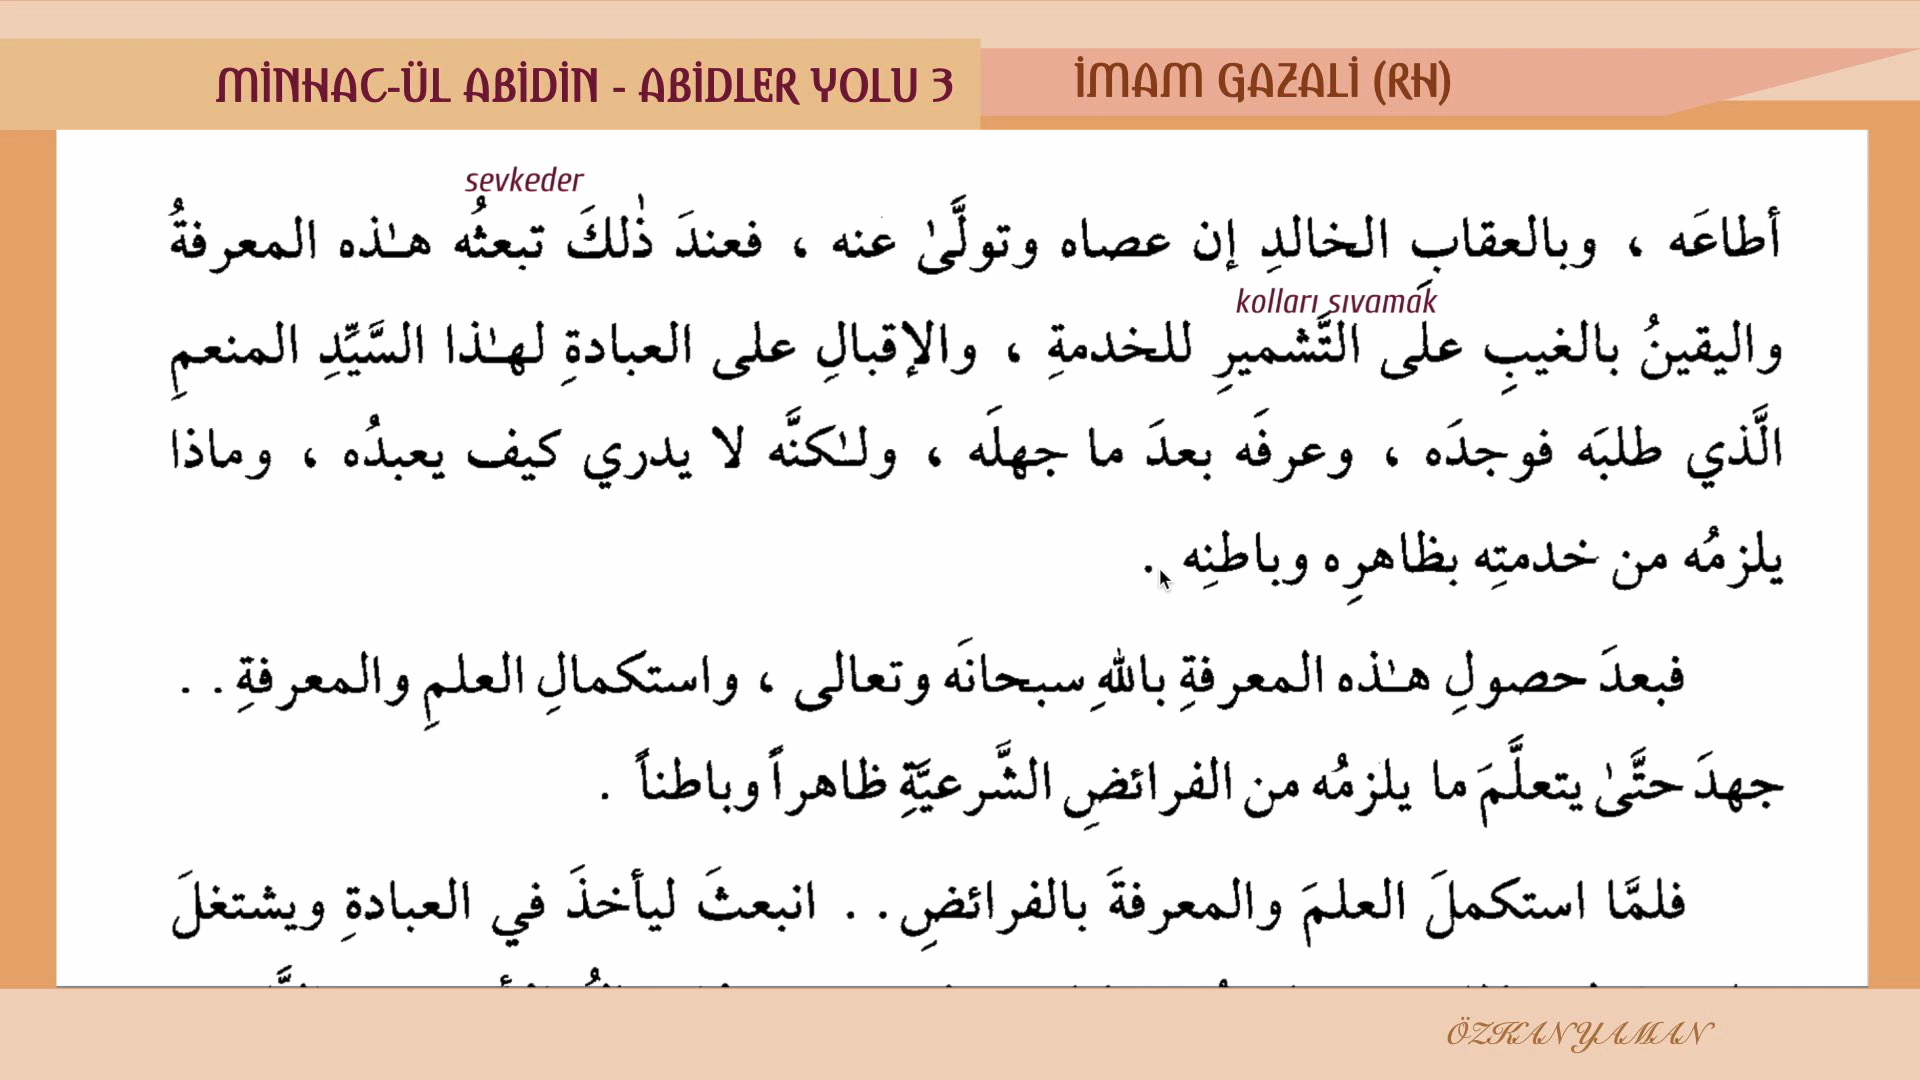 MİNHAC-ÜL ABİDİN - ABİDLER YOLU 3
İMAM GAZALİ (RH)
sevkeder
أطاعَه ، وبالعقابِ الخالدِ إن عصاه وتولَّىٰ عنه ، فعندَ ذٰلكَ تبعثُه هـٰذه المعرفةُ
kolları sıvamak
واليقينُ بالغيبِ على التَّشميرِ للخدمةِ ، والإقبالِ على العبادةِ لهـٰذا السَّيِّدِ المنعمِ
الَّذي طلبَه فوجدَه ، وعرفَه بعدَ ما جهلَه ، ولـٰكنَّه لا يدري كيف يعبدُه ، وماذا
يلزمُه من خدمتِه بظاهرِه وباطنِه .
فبعدَ حصولِ هـٰذه المعرفةِ باللهِ سبحانَه وتعالى ، واستكمالِ العلمِ والمعرفةِ . .
جهدَ حتَّىٰ يتعلَّمَ ما يلزمُه من الفرائضِ الشَّرعيَّةِ ظاهراً وباطناً .
فلمَّا استكملَ العلمَ والمعرفةَ بالفرائضِ . . انبعثَ ليأخذَ في العبادةِ ويشتغلَ
ÖZKAN YAMAN